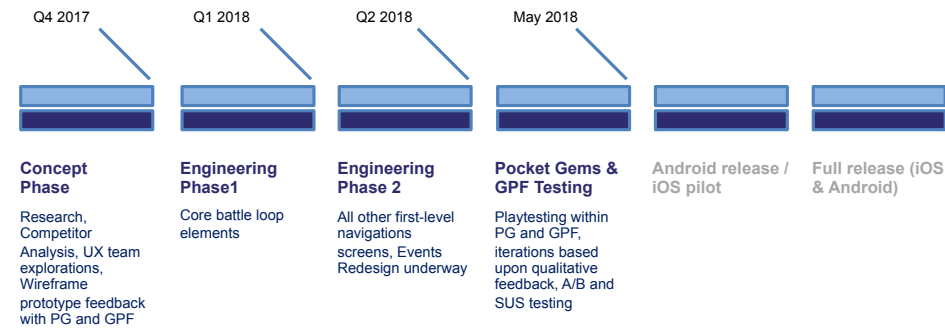 Q4 2017
Q1 2018
Q2 2018
May 2018
Concept
Phase
Research,
Competitor
Analysis, UX team
explorations,
Wireframe
prototype feedback
with PG and GPF
Engineering
Phase1
Core battle loop
elements
Engineering
Phase 2
All other first-level
navigations
screens, Events
Redesign underway
Pocket Gems &
GPF Testing
Playtesting within
PG and GPF,
iterations based
upon qualitative
feedback, A/B and
SUS testing
Android release /
iOS pilot
Full release (iOS
& Android)